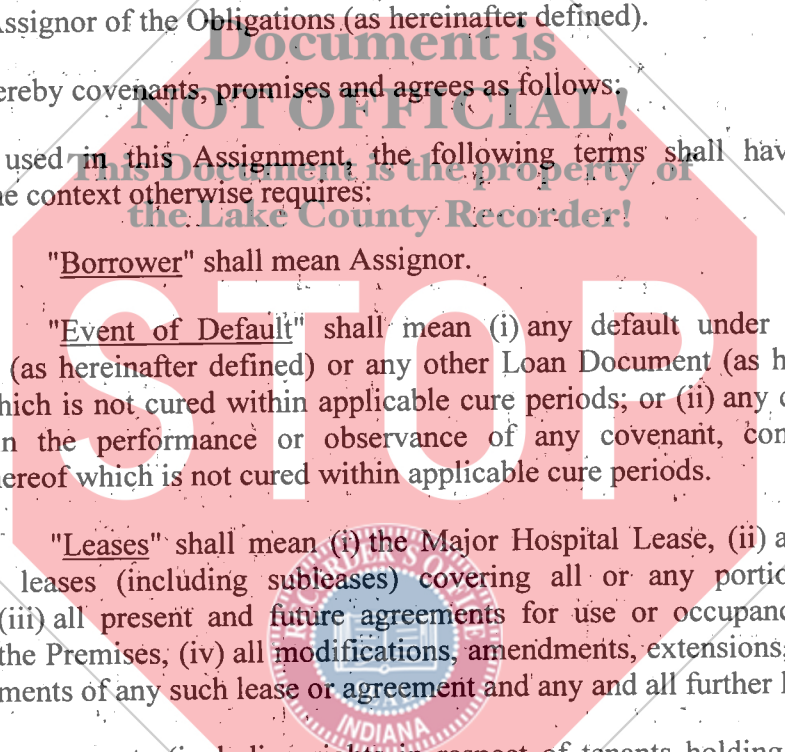 Assignor of the Obligations (as hereinafter defined).
Document is
ereby covenants, promises and agrees as follows:
NOT OFFICIAL!
used in this Assignment, the following terms shall hav
This Document is the property of
e context otherwise requires:
the Lake County Recorder!
"Borrower" shall mean Assignor.
STOP
"Event of Default" shall mean (i) any default under
(as hereinafter defined) or any other Loan Document (as h
hich is not cured within applicable cure periods; or (ii) any
n the performance or observance of any covenant, con
ereof which is not cured within applicable cure periods.
"Leases" shall mean (i) the Major Hospital Lease, (ii) a
leases (including subleases) covering all or any portio
(iii) all present and future agreements for use or occupanc
the Premises, (iv) all modifications, amendments, extensions,
ments of any such lease or agreement and any and all further l
INDIANA
(including rights in respect of tenants holding